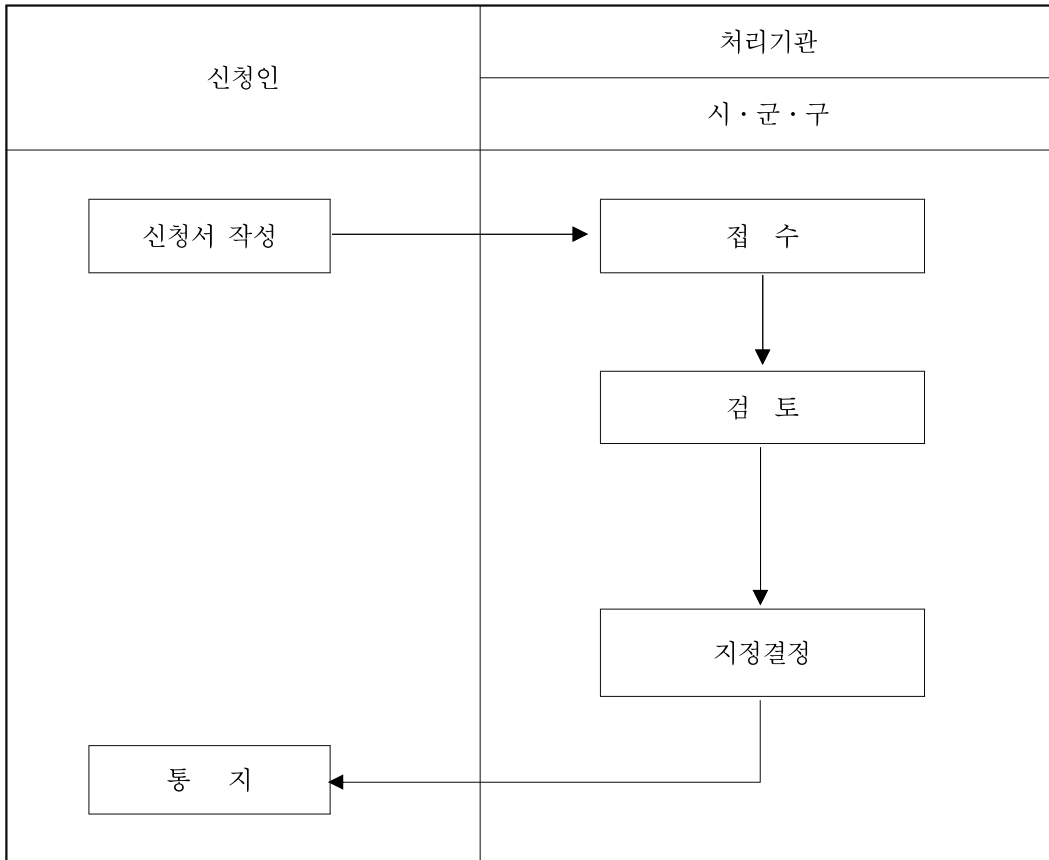 신청인
처리기관
시·군·구
신청서 작성
접 수
검 토
지정결정
통 지